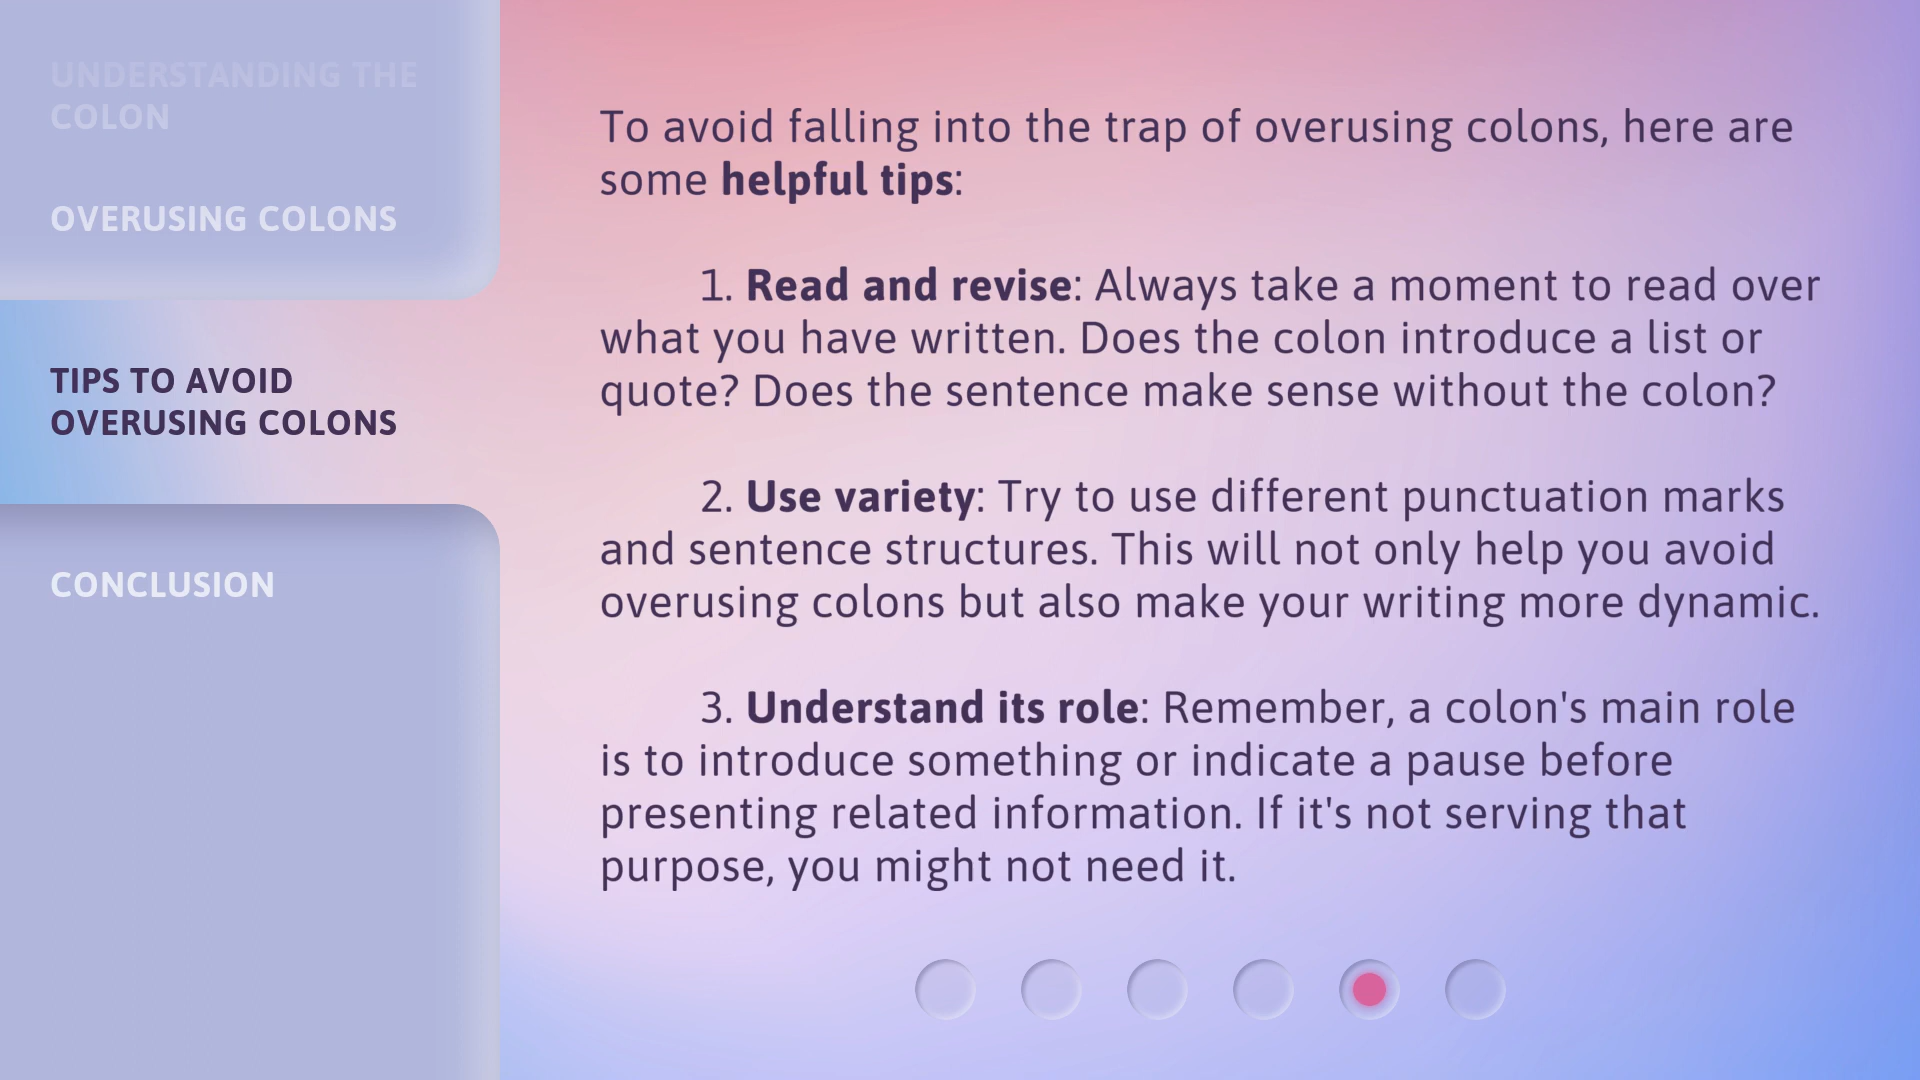 UNDERSTANDING THE
COLON
OVERUSING COLONS
TIPS TO AVOID
OVERUSING COLONS
CONCLUSION
To avoid falling into the trap of overusing colons, here are
some helpful tips:
1. Read and revise: Always take a moment to read over
what you have written. Does the colon introduce a list or
quote? Does the sentence make sense without the colon?
2. Use variety: Try to use different punctuation marks
and sentence structures. This will not only help you avoid
overusing colons but also make your writing more dynamic.
3. Understand its role: Remember, a colon's main role
is to introduce something or indicate a pause before
presenting related information. If it's not serving that
purpose, you might not need it.